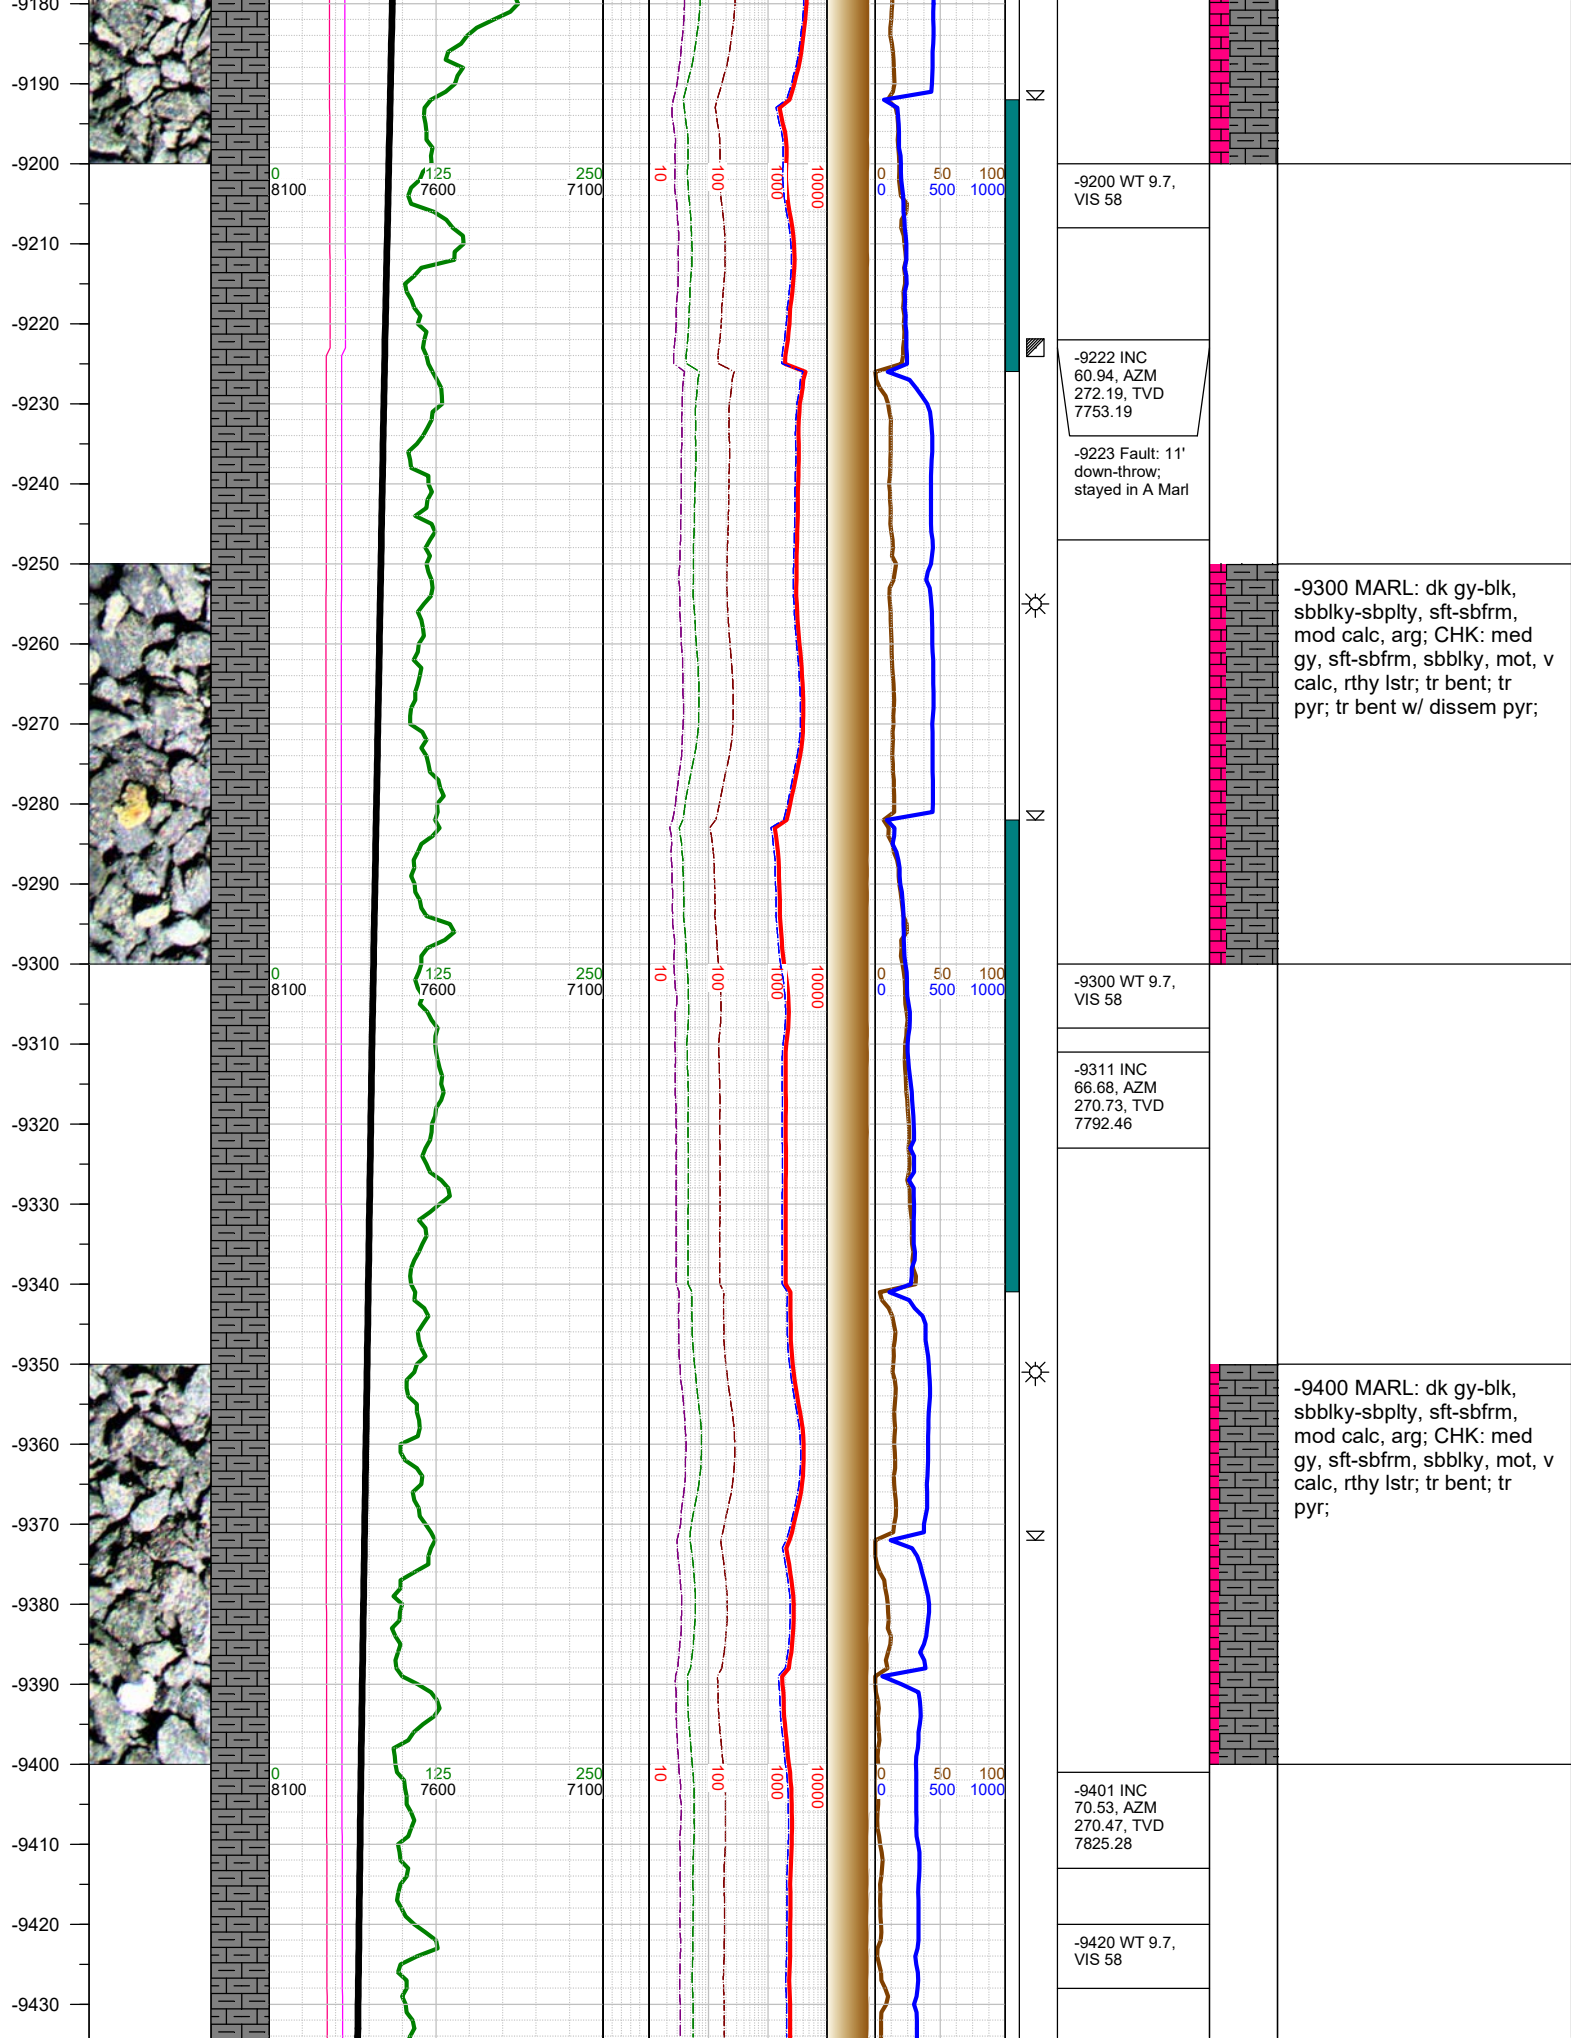 -9180
-9190
-9200
0 125 250
8100 7600 7100
10 100 1000 10000
0 50 100
0 500 1000
-9200 WT 9.7,
VIS 58
-9210
-9220
-9222 INC
60.94, AZM
272.19, TVD
7753.19
-9230
-9223 Fault: 11'
down-throw;
stayed in A Marl
-9240
-9250
-9300 MARL: dk gy-blk,
sbblky-sbplty, sft-sbfrm,
mod calc, arg; CHK: med
gy, sft-sbfrm, sbblky, mot, v
calc, rthy lstr; tr bent; tr
pyr; tr bent w/ dissem pyr;
-9260
-9270
-9280
-9290
-9300
0 125 250
8100 7600 7100
10 100 1000 10000
0 50 100
0 500 1000
-9300 WT 9.7,
VIS 58
-9310
-9311 INC
66.68, AZM
270.73, TVD
7792.46
-9320
-9330
-9340
-9350
-9400 MARL: dk gy-blk,
sbblky-sbplty, sft-sbfrm,
mod calc, arg; CHK: med
gy, sft-sbfrm, sbblky, mot, v
calc, rthy lstr; tr bent; tr
pyr;
-9360
-9370
-9380
-9390
-9400
0 125 250
8100 7600 7100
10 100 1000 10000
0 50 100
0 500 1000
-9401 INC
70.53, AZM
270.47, TVD
7825.28
-9410
-9420
-9420 WT 9.7,
VIS 58
-9430